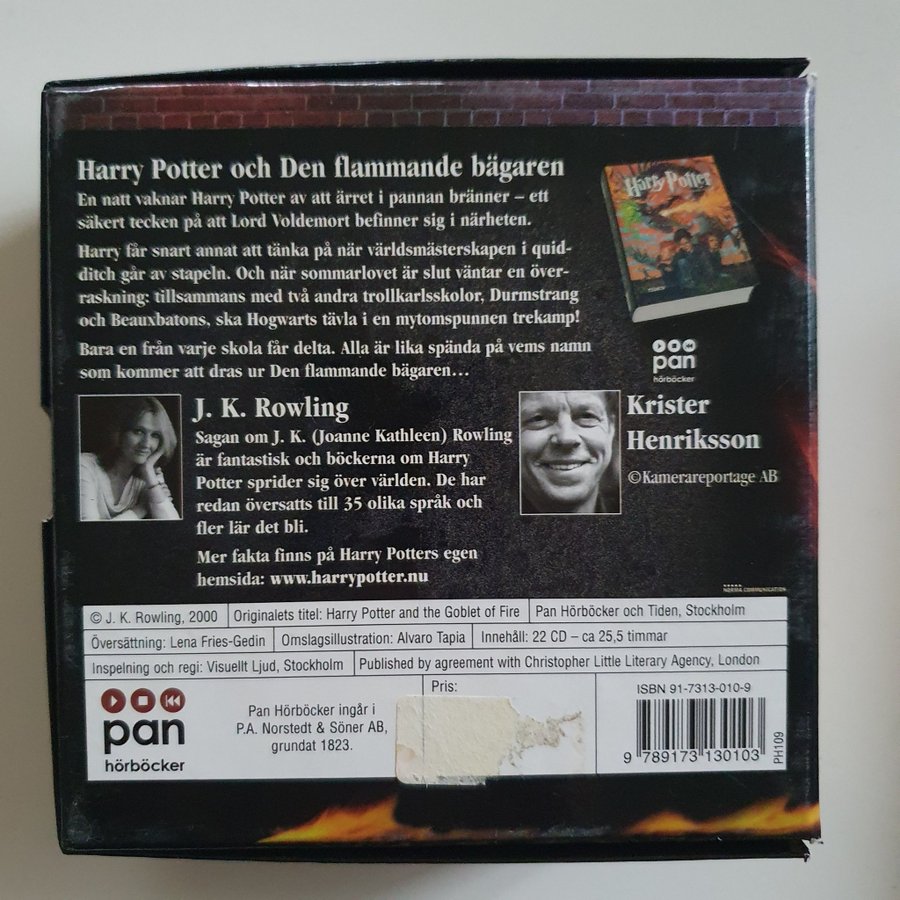 Harry Potter och Den flammande bägaren
En natt vaknar Harry Potter av att ärret i pannan bränner – ett
säkert tecken på att Lord Voldemort befinner sig i närheten.
Harry får snart annat att tänka på när världsmästerskapen i quid-
ditch går av stapeln. Och när sommarlovet är slut väntar en över-
raskning: tillsammans med två andra trollkarlsskolor, Durmstrang
och Beauxbatons, ska Hogwarts tävla i en mytomspunnen trekamp!
Bara en från varje skola får delta. Alla är lika spända på vems namn
som kommer att dras ur Den flammande bägaren...
Harry Potter
pan
hörböcker
J. K. Rowling
Sagan om J. K. (Joanne Kathleen) Rowling
är fantastisk och böckerna om Harry
Potter sprider sig över världen. De har
redan översatts till 35 olika språk och
fler lär det bli.
Mer fakta finns på Harry Potters egen
hemsida: www.harrypotter.nu
Krister
Henriksson
©Kamerareportage AB
NORMA COMMUNICATION
© J. K. Rowling, 2000 Originalets titel: Harry Potter and the Goblet of Fire Pan Hörböcker och Tiden, Stockholm
Översättning: Lena Fries-Gedin Omslagsillustration: Alvaro Tapia Innehåll: 22 CD – ca 25,5 timmar
Inspelning och regi: Visuellt Ljud, Stockholm Published by agreement with Christopher Little Literary Agency, London
pan
hörböcker
Pan Hörböcker ingår i
P.A. Norstedt & Söner AB,
grundat 1823.
Pris:
ISBN 91-7313-010-9
9 789173 130103
PH109